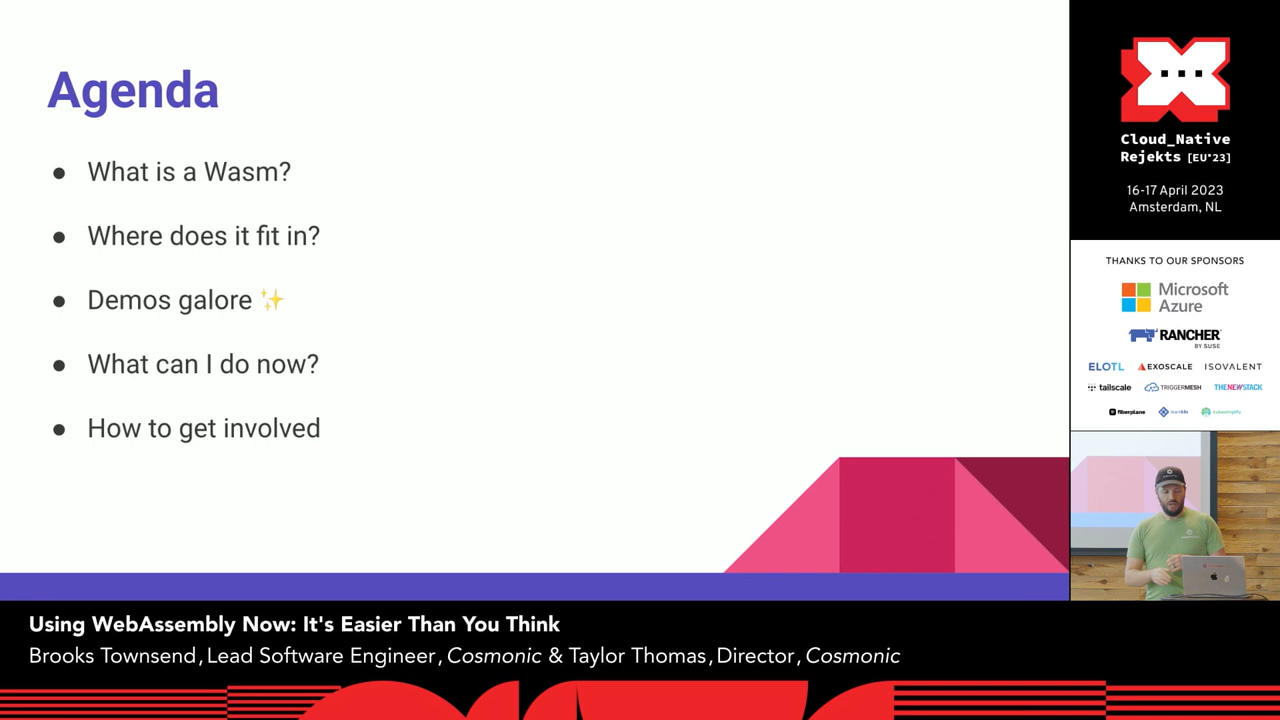 Agenda
● What is a Wasm?
● Where does it fit in?
● Demos galore ✨
● What can I do now?
● How to get involved
Cloud_Native
Rejekts [EU'23]
16-17 April 2023
Amsterdam, NL
THANKS TO OUR SPONSORS
Microsoft
Azure
RANCHER
BY SUSE
ELOTL EXOSCALE ISOVALENT
tailscale TRIGGERMESH THENEWSTACK
fiberplane
Using WebAssembly Now: It's Easier Than You Think
Brooks Townsend, Lead Software Engineer, Cosmonic & Taylor Thomas, Director, Cosmonic